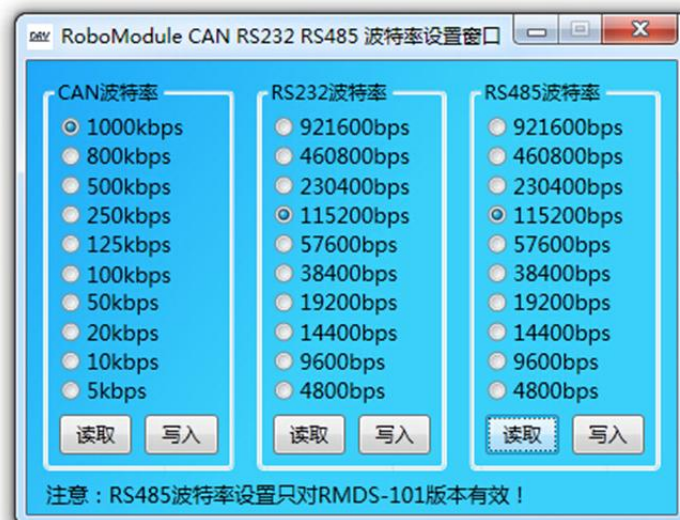 DRV RoboModule CAN RS232 RS485 波特率设置窗口
CAN波特率
1000kbps
800kbps
500kbps
250kbps
125kbps
100kbps
50kbps
20kbps
10kbps
5kbps
读取 写入
RS232波特率
921600bps
460800bps
230400bps
115200bps
57600bps
38400bps
19200bps
14400bps
9600bps
4800bps
读取 写入
RS485波特率
921600bps
460800bps
230400bps
115200bps
57600bps
38400bps
19200bps
14400bps
9600bps
4800bps
读取 写入
注意：RS485波特率设置只对RMDS-101版本有效！